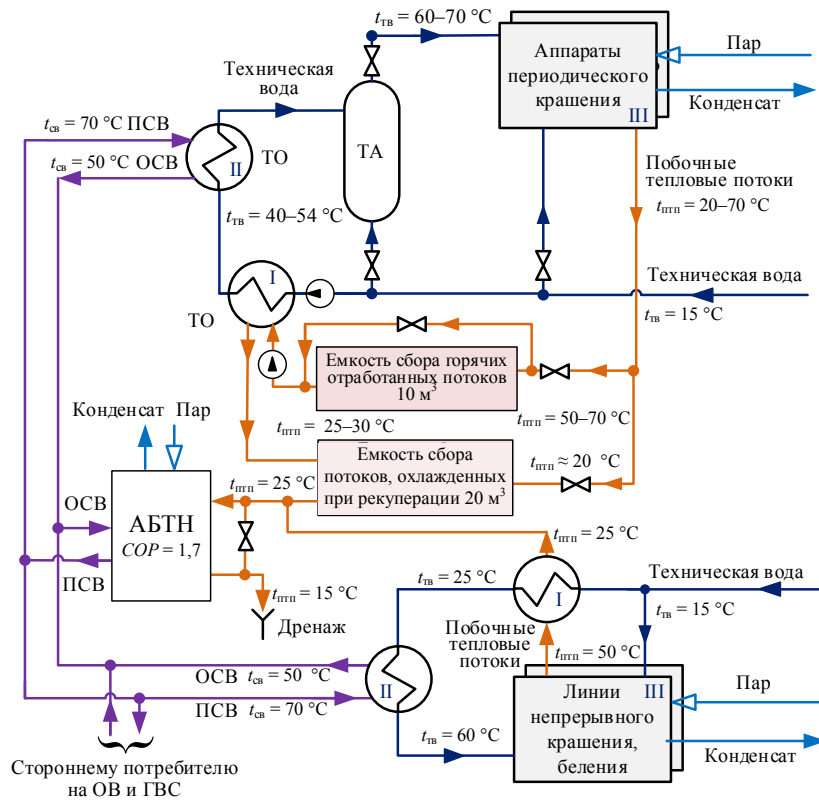 tтв = 60–70 °C
Аппараты
периодического
крашения
III
Пар
Конденсат
Техническая
вода
tсв = 70 °C ПСВ
ТО
II
tсв = 50 °C ОСВ
ТА
Побочные
тепловые потоки
tптп = 20–70 °C
tтв = 40–54 °C
I
ТО
Техническая вода
tтв = 15 °C
Емкость сбора горячих
отработанных потоков
10 м³
tптп = 50–70 °C
tптп = 25–30 °C
Емкость сбора
потоков, охлажденных
при рекуперации 20 м³
tптп ≈ 20 °C
Конденсат Пар
tптп = 25 °C
ОСВ
АБТН
COP = 1,7
ПСВ
tптп = 15 °C
Дренаж
tптп = 25 °C
tтв = 25 °C
I
Техническая вода
tтв = 15 °C
Побочные
тепловые
потоки
tптп = 50 °C
ОСВ tсв = 50 °C
II
ПСВ tсв = 70 °C
III
Линии
непрерывного
крашения,
беления
Пар
Конденсат
tтв = 60 °C
Стороннему потребителю
на ОВ и ГВС